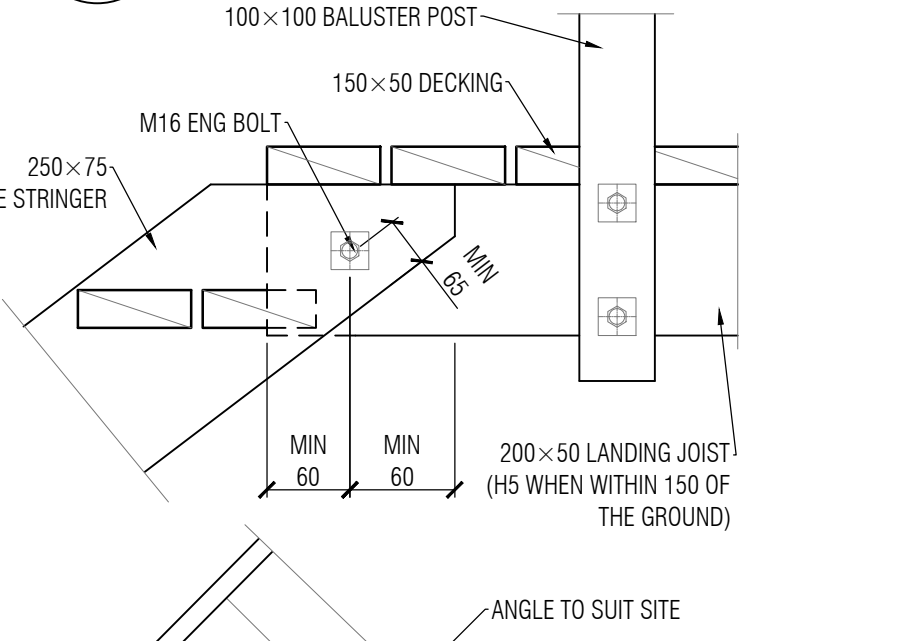 100×100 BALUSTER POST
150×50 DECKING
M16 ENG BOLT
250×75
E STRINGER
MIN
65
MIN
60
MIN
60
200×50 LANDING JOIST
(H5 WHEN WITHIN 150 OF
THE GROUND)
ANGLE TO SUIT SITE